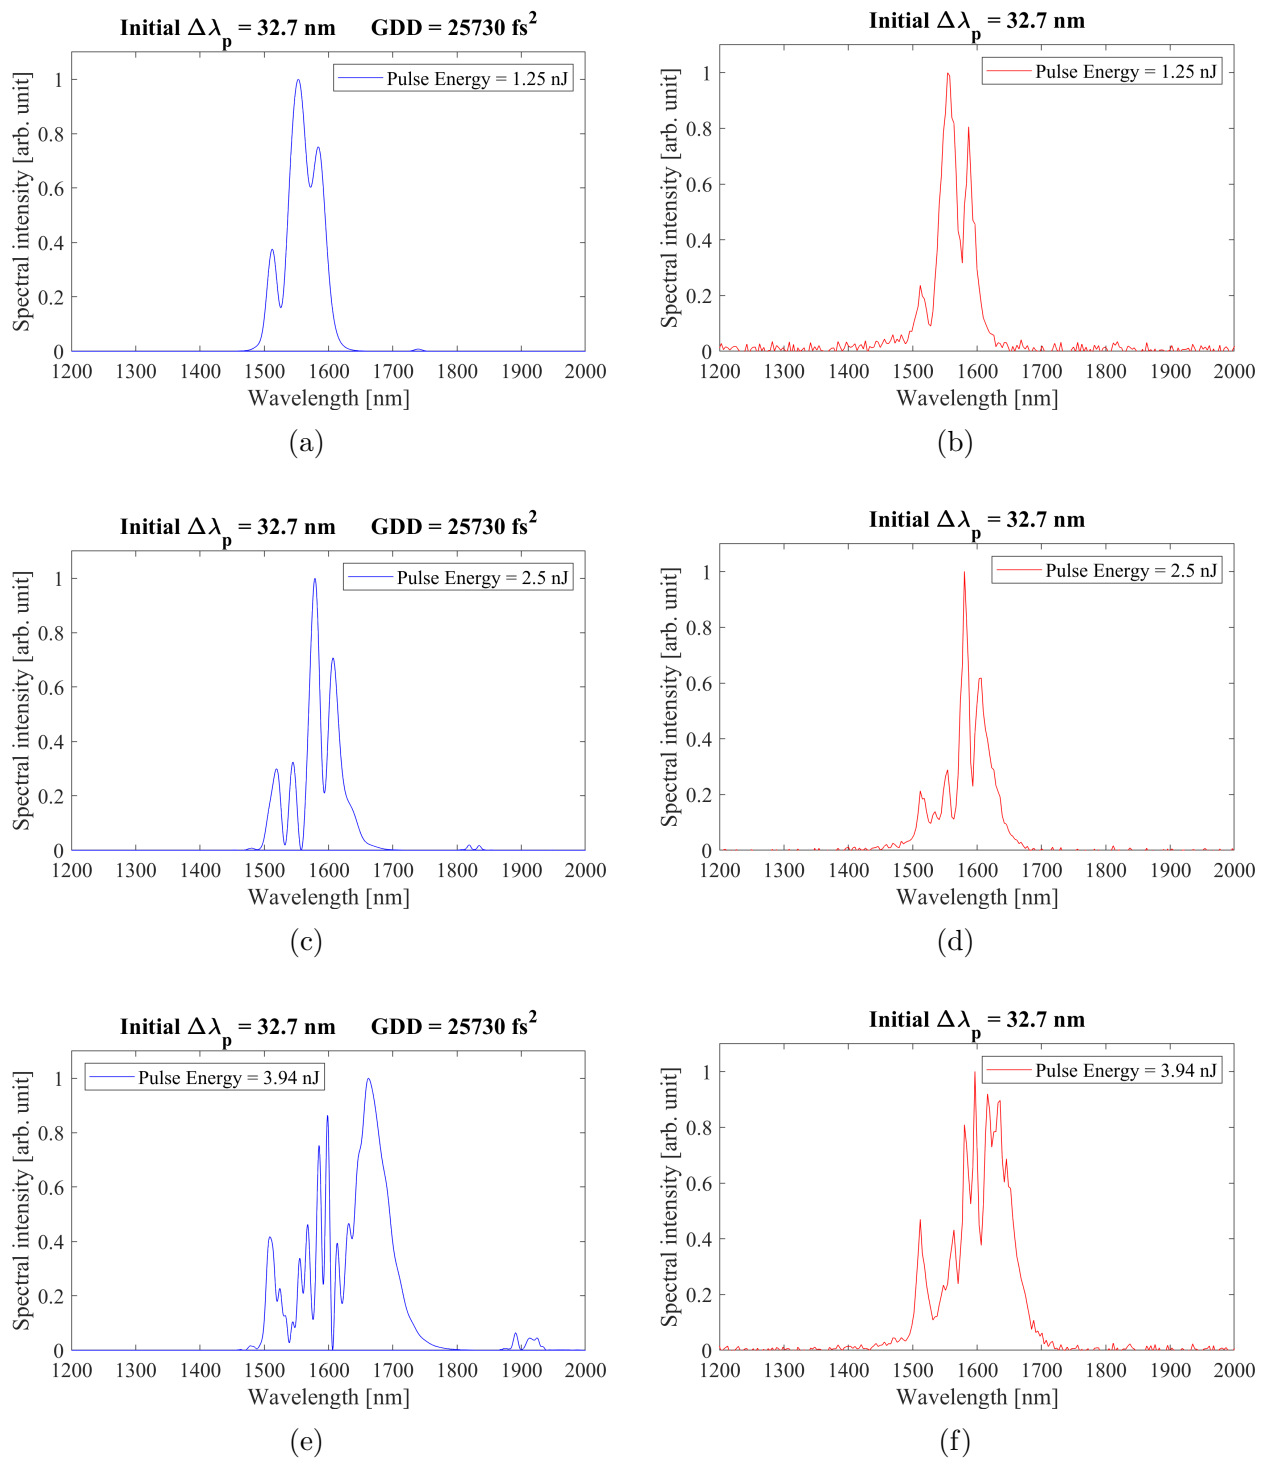 Initial Δλp = 32.7 nm GDD = 25730 fs2
Pulse Energy = 1.25 nJ
Spectral intensity [arb. unit]
1
0.8
0.6
0.4
0.2
0
1200 1300 1400 1500 1600 1700 1800 1900 2000
Wavelength [nm]
(a)
Initial Δλp = 32.7 nm
Pulse Energy = 1.25 nJ
Spectral intensity [arb. unit]
1
0.8
0.6
0.4
0.2
0
1200 1300 1400 1500 1600 1700 1800 1900 2000
Wavelength [nm]
(b)
Initial Δλp = 32.7 nm GDD = 25730 fs2
Pulse Energy = 2.5 nJ
Spectral intensity [arb. unit]
1
0.8
0.6
0.4
0.2
0
1200 1300 1400 1500 1600 1700 1800 1900 2000
Wavelength [nm]
(c)
Initial Δλp = 32.7 nm
Pulse Energy = 2.5 nJ
Spectral intensity [arb. unit]
1
0.8
0.6
0.4
0.2
0
1200 1300 1400 1500 1600 1700 1800 1900 2000
Wavelength [nm]
(d)
Initial Δλp = 32.7 nm GDD = 25730 fs2
Pulse Energy = 3.94 nJ
Spectral intensity [arb. unit]
1
0.8
0.6
0.4
0.2
0
1200 1300 1400 1500 1600 1700 1800 1900 2000
Wavelength [nm]
(e)
Initial Δλp = 32.7 nm
Pulse Energy = 3.94 nJ
Spectral intensity [arb. unit]
1
0.8
0.6
0.4
0.2
0
1200 1300 1400 1500 1600 1700 1800 1900 2000
Wavelength [nm]
(f)